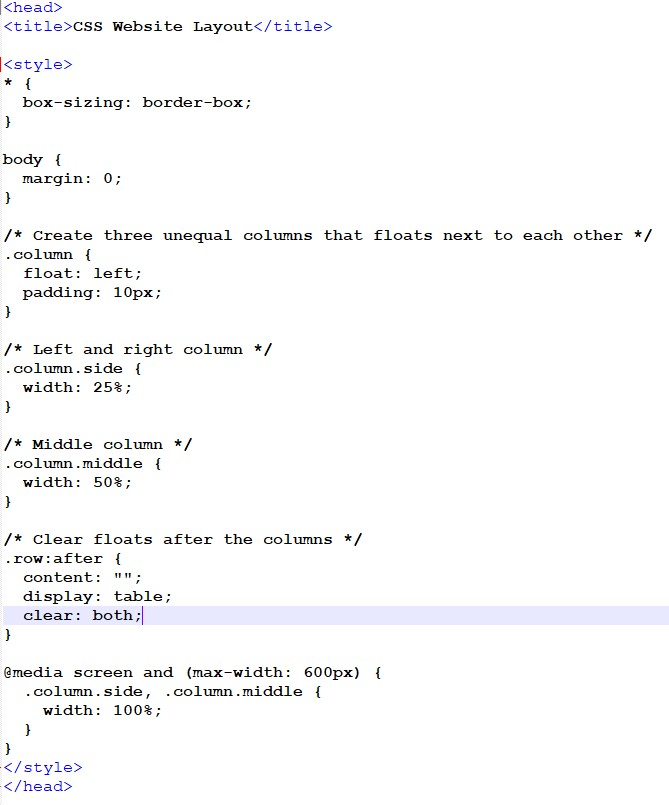 <head>
<title>CSS Website Layout</title>
<style>
* {
  box-sizing: border-box;
}
body {
  margin: 0;
}
/* Create three unequal columns that floats next to each other */
.column {
  float: left;
  padding: 10px;
}
/* Left and right column */
.column.side {
  width: 25%;
}
/* Middle column */
.column.middle {
  width: 50%;
}
/* Clear floats after the columns */
.row:after {
  content: "";
  display: table;
  clear: both;
}
@media screen and (max-width: 600px) {
  .column.side, .column.middle {
    width: 100%;
  }
}
</style>
</head>